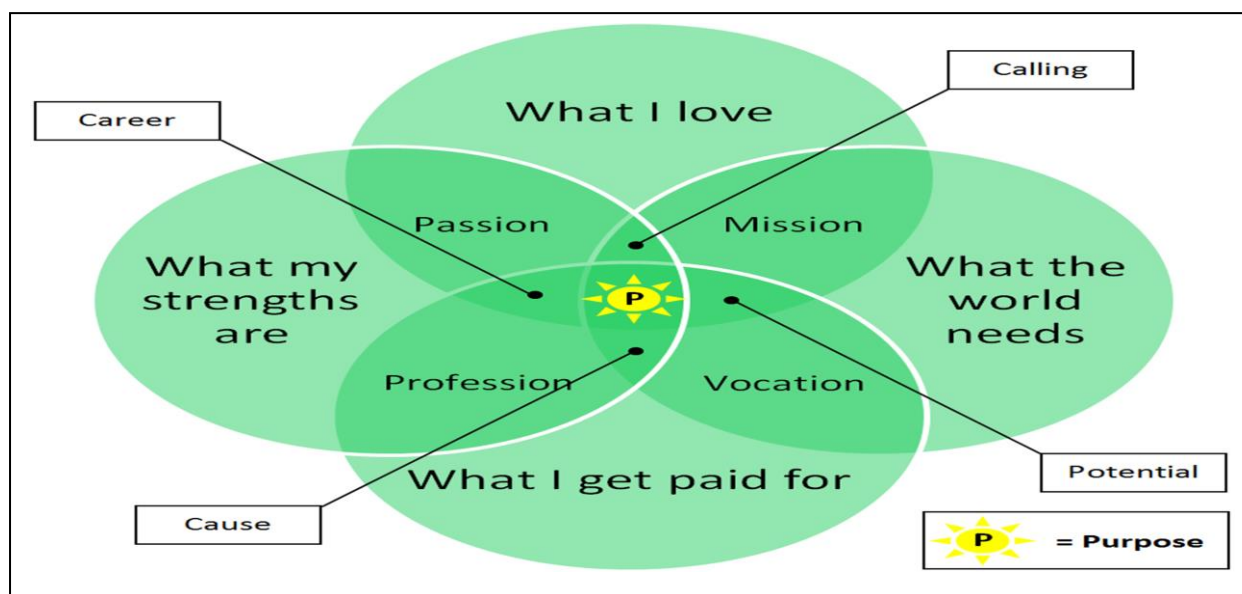 Calling
Career
What I love
Passion
Mission
What my
strengths
are
What the
world
needs
P
Profession
Vocation
What I get paid for
Potential
Cause
P = Purpose